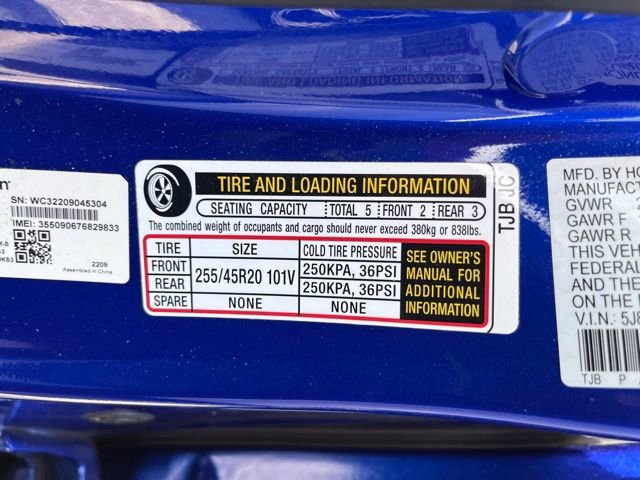 SN: WC32209045304
IMEI: 355090676829833
2209
Assembled in China
TIRE AND LOADING INFORMATION
SEATING CAPACITY TOTAL 5 FRONT 2 REAR 3
The combined weight of occupants and cargo should never exceed 380kg or 838lbs.
TIRE SIZE COLD TIRE PRESSURE
FRONT 255/45R20 101V 250KPA, 36PSI
REAR 250KPA, 36PSI
SPARE NONE NONE
SEE OWNER'S
MANUAL FOR
ADDITIONAL
INFORMATION
TJB JC
MFD. BY HO
MANUFAC
GVWR 2
GAWR F
GAWR R
THIS VEH
FEDERAL
AND THE
ON THE
V.I.N.: 5J8
TJB P